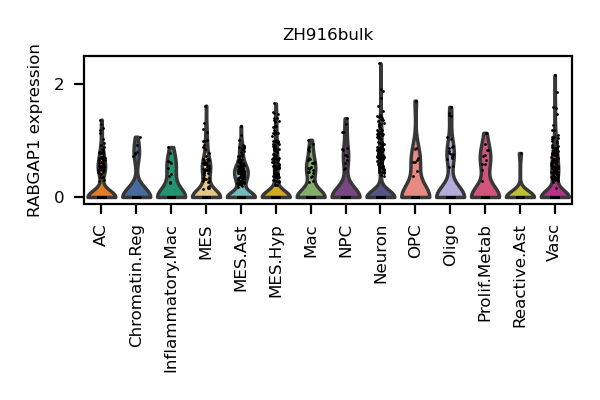 ZH916bulk
RABGAP1 expression
2
0
AC
Chromatin.Reg
Inflammatory.Mac
MES
MES.Ast
MES.Hyp
Mac
NPC
Neuron
OPC
Oligo
Prolif.Metab
Reactive.Ast
Vasc